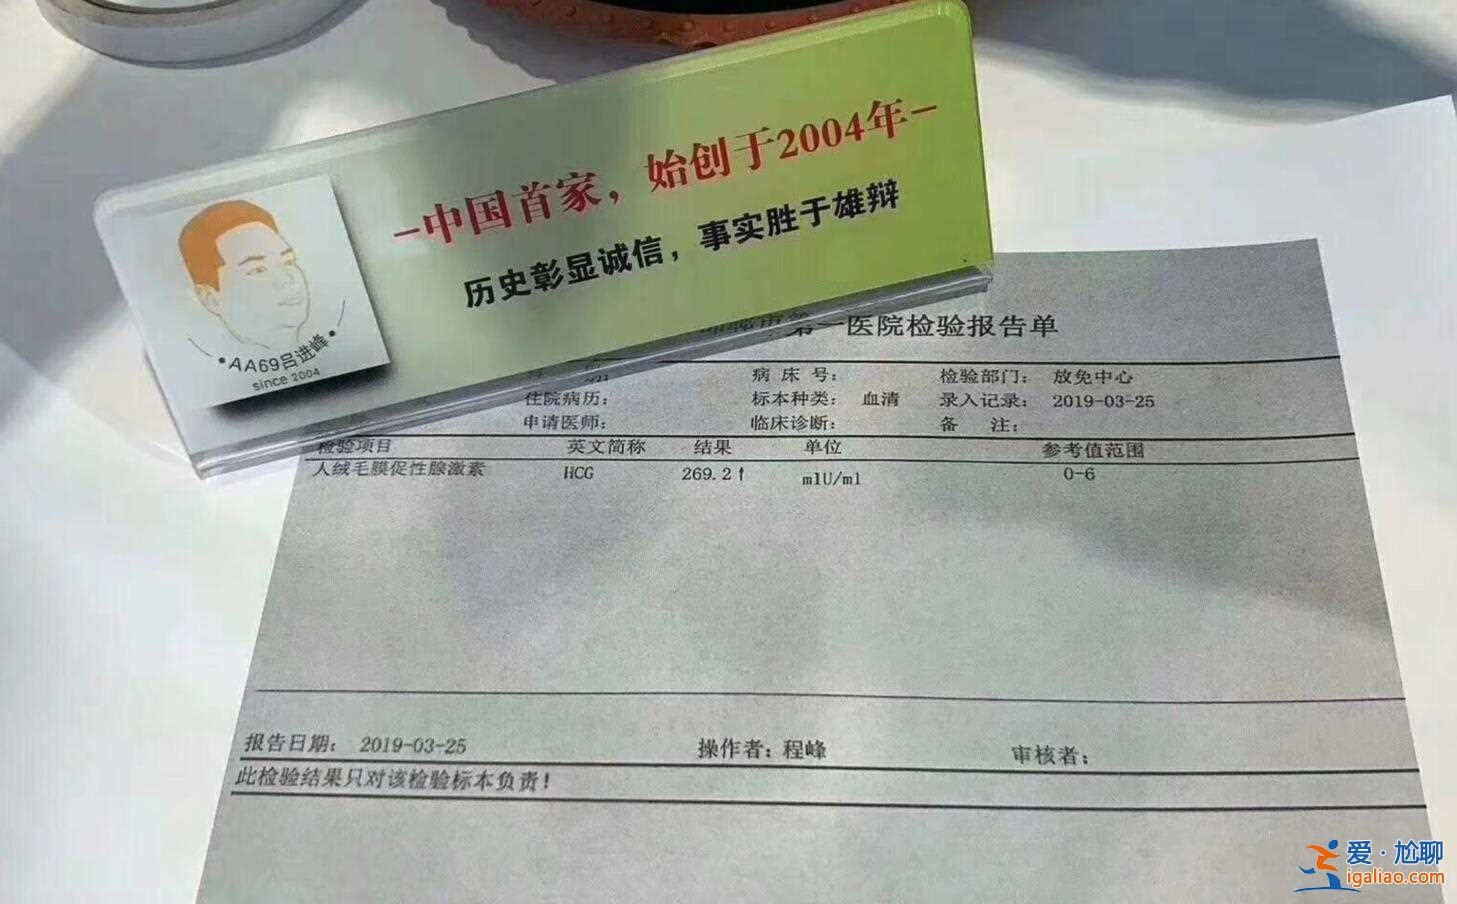 -中国首家，始创于2004年-
历史彰显诚信，事实胜于雄辩
AA69吕进峰
since 2004
第一医院检验报告单
病 床 号： 检验部门： 放免中心
住院病历： 标本种类： 血清 录入记录： 2019-03-25
申请医师： 临床诊断： 备 注：
检验项目 英文简称 结果 单位 参考值范围
人绒毛膜促性腺激素 HCG 269.2↑ mlU/ml 0-6
报告日期： 2019-03-25 操作者：程峰 审核者：
此检验结果只对该检验标本负责！
爱·尬聊
igaliao.com